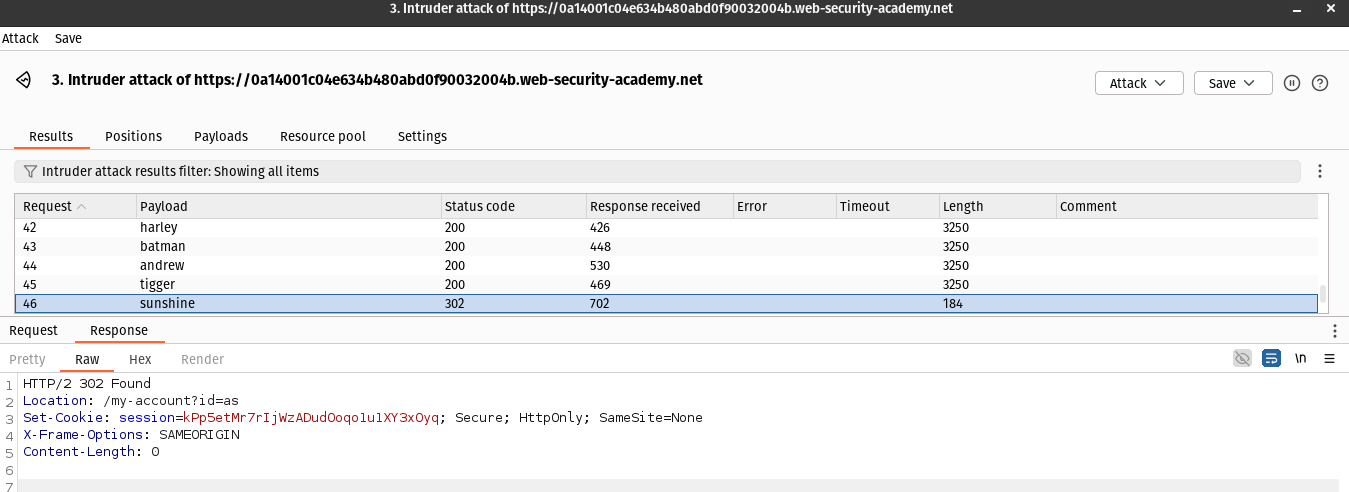 3. Intruder attack of https://0a14001c04e634b480abd0f90032004b.web-security-academy.net
Attack Save
3. Intruder attack of https://0a14001c04e634b480abd0f90032004b.web-security-academy.net
Attack Save
Results Positions Payloads Resource pool Settings
Intruder attack results filter: Showing all items
Request Payload Status code Response received Error Timeout Length Comment
42 harley 200 426 3250
43 batman 200 448 3250
44 andrew 200 530 3250
45 tigger 200 469 3250
46 sunshine 302 702 184
Request Response
Pretty Raw Hex Render \n
1 HTTP/2 302 Found
2 Location: /my-account?id=as
3 Set-Cookie: session=kPp5etMr7rIjWzADudOoqo1u1XY3xOyq; Secure; HttpOnly; SameSite=None
4 X-Frame-Options: SAMEORIGIN
5 Content-Length: 0
6
7